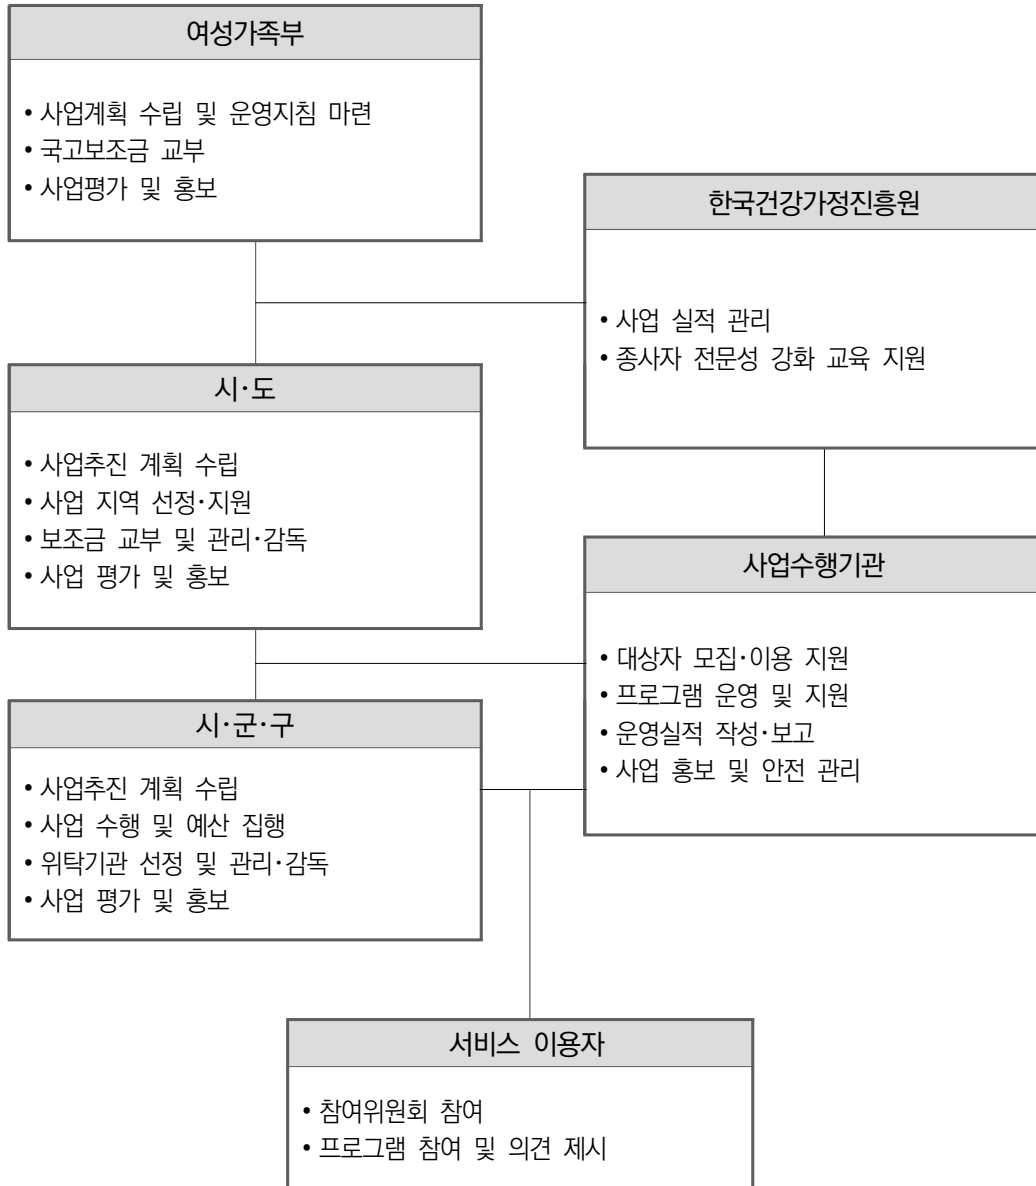 여성가족부
• 사업계획 수립 및 운영지침 마련
• 국고보조금 교부
• 사업평가 및 홍보
한국건강가정진흥원
• 사업 실적 관리
• 종사자 전문성 강화 교육 지원
시·도
• 사업추진 계획 수립
• 사업 지역 선정·지원
• 보조금 교부 및 관리·감독
• 사업 평가 및 홍보
사업수행기관
• 대상자 모집·이용 지원
• 프로그램 운영 및 지원
• 운영실적 작성·보고
• 사업 홍보 및 안전 관리
시·군·구
• 사업추진 계획 수립
• 사업 수행 및 예산 집행
• 위탁기관 선정 및 관리·감독
• 사업 평가 및 홍보
서비스 이용자
• 참여위원회 참여
• 프로그램 참여 및 의견 제시